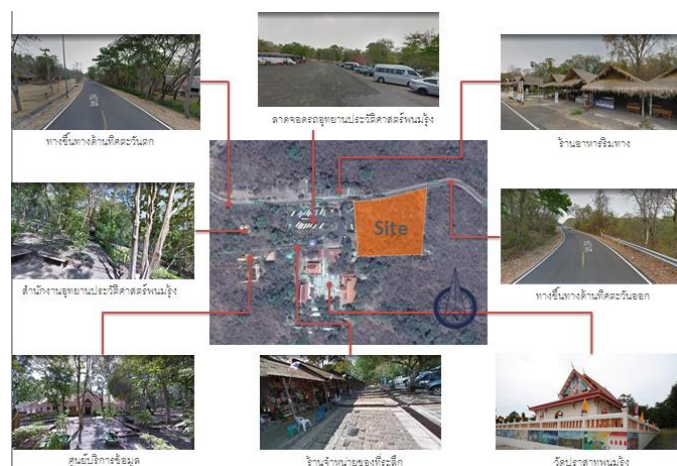 ลาดจอดรถอุทยานประวัติศาสตร์พนมรุ้ง
ทางขึ้นทางด้านทิศตะวันตก
ร้านอาหารริมทาง
Site
สำนักงานอุทยานประวัติศาสตร์พนมรุ้ง
ทางขึ้นทางด้านทิศตะวันออก
ศูนย์บริการข้อมูล
ร้านจำหน่ายของที่ระลึก
วัดปราสาทพนมรุ้ง